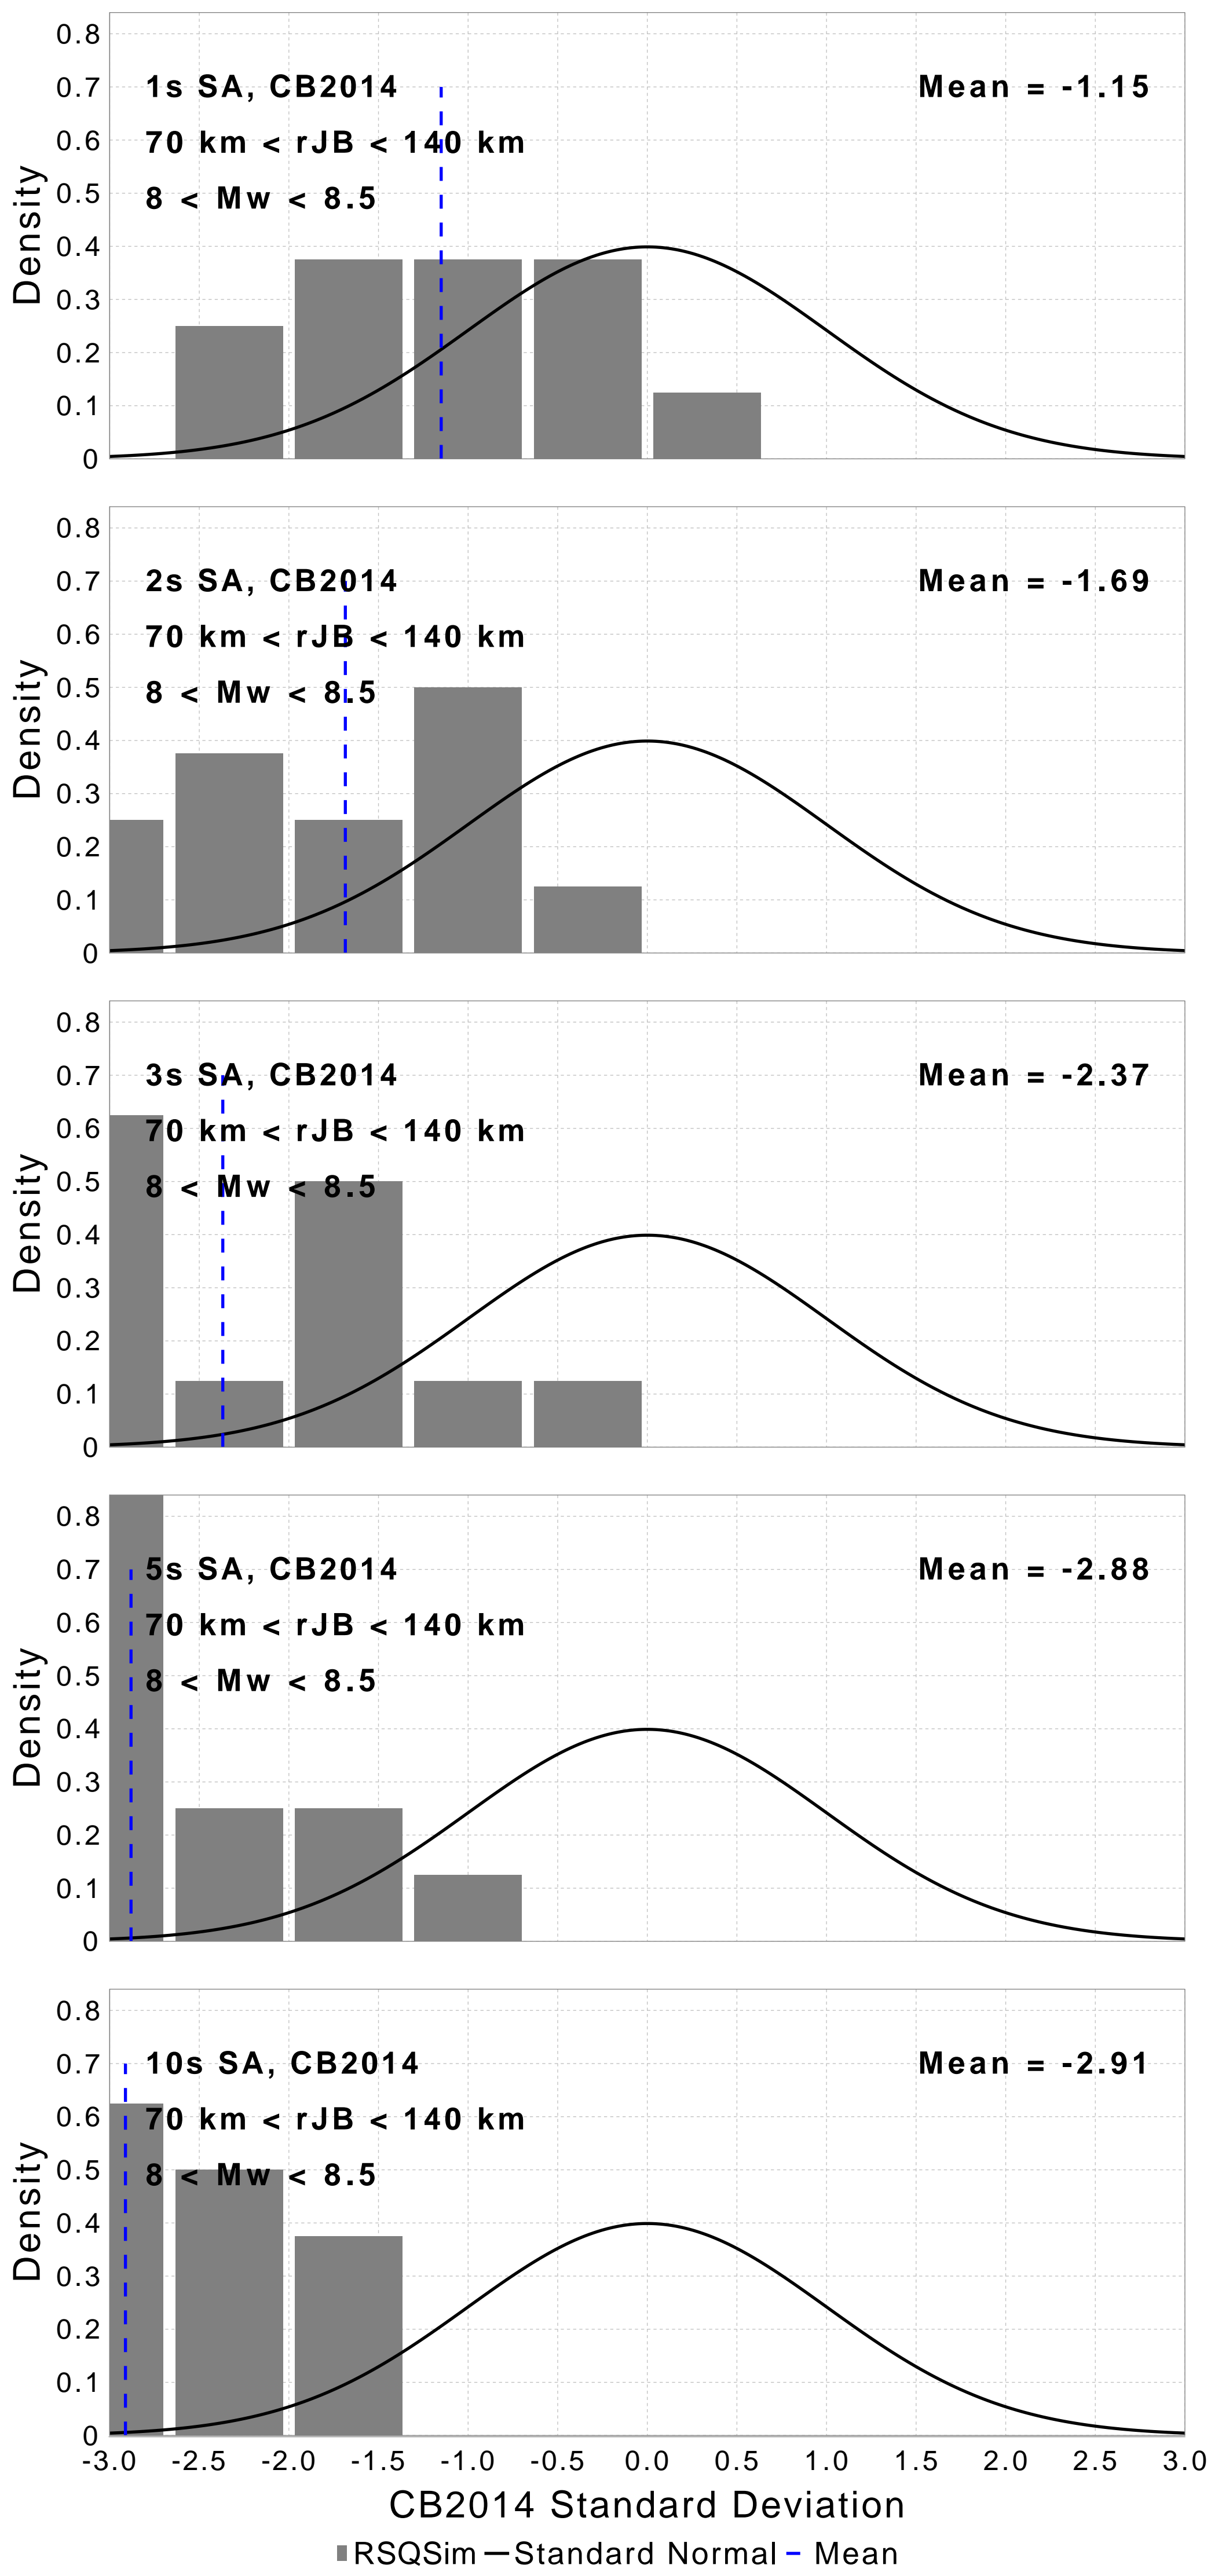 0.8
1s SA, CB2014 Mean = -1.15
0.7
70 km < rJB < 140 km
0.6
8 < Mw < 8.5
0.5
0.4
0.3
0.2
0.1
0
Density
0.8
2s SA, CB2014 Mean = -1.69
0.7
70 km < rJB < 140 km
0.6
8 < Mw < 8.5
0.5
0.4
0.3
0.2
0.1
0
Density
0.8
3s SA, CB2014 Mean = -2.37
0.7
70 km < rJB < 140 km
0.6
8 < Mw < 8.5
0.5
0.4
0.3
0.2
0.1
0
Density
0.8
5s SA, CB2014 Mean = -2.88
0.7
70 km < rJB < 140 km
0.6
8 < Mw < 8.5
0.5
0.4
0.3
0.2
0.1
0
Density
0.8
10s SA, CB2014 Mean = -2.91
0.7
70 km < rJB < 140 km
0.6
8 < Mw < 8.5
0.5
0.4
0.3
0.2
0.1
0
Density
-3.0 -2.5 -2.0 -1.5 -1.0 -0.5 0.0 0.5 1.0 1.5 2.0 2.5 3.0
CB2014 Standard Deviation
RSQSim Standard Normal Mean